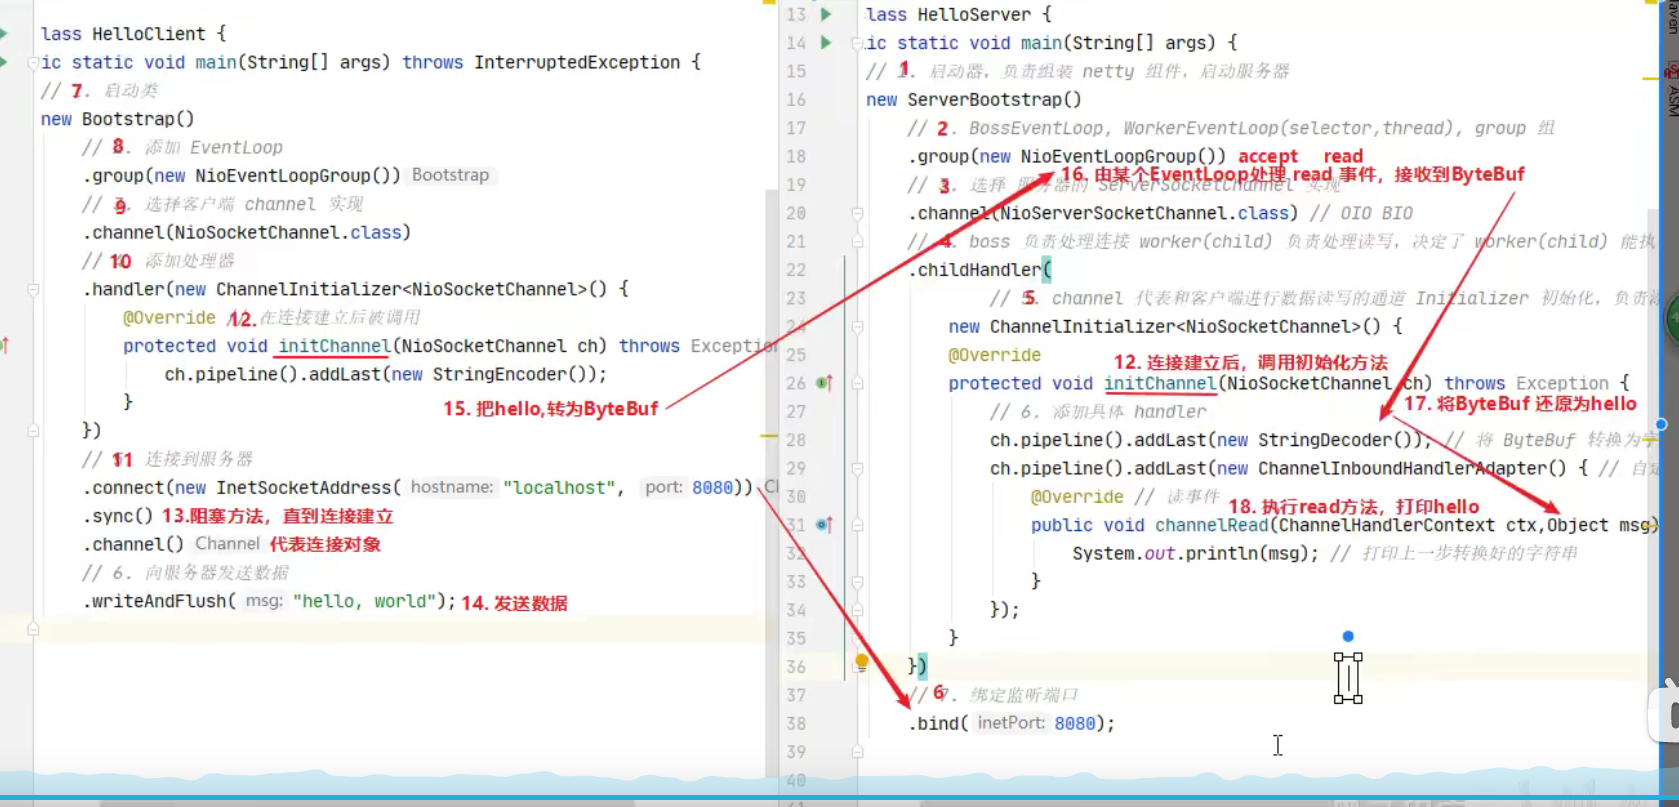 lass HelloClient {
ic static void main(String[] args) throws InterruptedException {
// 7. 启动类
new Bootstrap()
// 8. 添加 EventLoop
.group(new NioEventLoopGroup()) Bootstrap
// 9. 选择客户端 channel 实现
.channel(NioSocketChannel.class)
// 10 添加处理器
.handler(new ChannelInitializer<NioSocketChannel>() {
@Override // 12. 在连接建立后被调用
protected void initChannel(NioSocketChannel ch) throws Exceptio
ch.pipeline().addLast(new StringEncoder());
}
15. 把hello,转为ByteBuf
})
// 11 连接到服务器
.connect(new InetSocketAddress( hostname: "localhost", port: 8080)) Cl
.sync() 13.阻塞方法，直到连接建立
.channel() Channel 代表连接对象
// 6. 向服务器发送数据
.writeAndFlush( msg: "hello, world"); 14. 发送数据
13 lass HelloServer {
14 ic static void main(String[] args) {
15 // 1. 启动器，负责组装 netty 组件，启动服务器
16 new ServerBootstrap()
17 // 2. BossEventLoop, WorkerEventLoop(selector,thread), group 组
18 .group(new NioEventLoopGroup()) accept read
16. 由某个EventLoop处理 read 事件，接收到ByteBuf
19 // 3. 选择 服务器的 ServerSocketChannel 实现
20 .channel(NioServerSocketChannel.class) // OIO BIO
21 // 4. boss 负责处理连接 worker(child) 负责处理读写，决定了 worker(child) 能执
22 .childHandler(
23 // 5. channel 代表和客户端进行数据读写的通道 Initializer 初始化，负责
24 new ChannelInitializer<NioSocketChannel>() {
25 @Override
12. 连接建立后，调用初始化方法
26 protected void initChannel(NioSocketChannel ch) throws Exception {
17. 将ByteBuf 还原为hello
27 // 6. 添加具体 handler
28 ch.pipeline().addLast(new StringDecoder()); // 将 ByteBuf 转换为字
29 ch.pipeline().addLast(new ChannelInboundHandlerAdapter() { // 自定
30 @Override // 读事件
18. 执行read方法，打印hello
31 public void channelRead(ChannelHandlerContext ctx,Object msg)
32 System.out.println(msg); // 打印上一步转换好的字符串
33 }
34 });
35 }
36 })
37 // 6 7. 绑定监听端口
38 .bind( inetPort: 8080);
39
40
41
aven
ASM